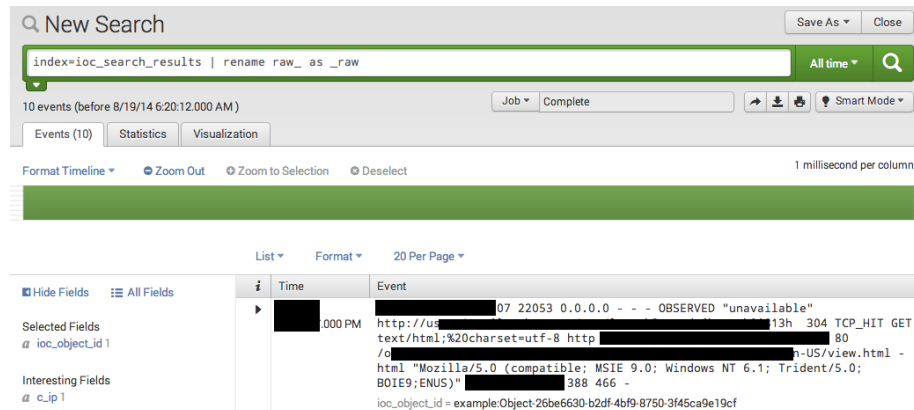 New Search
Save As
Close
index=ioc_search_results | rename raw_ as _raw
All time
10 events (before 8/19/14 6:20:12.000 AM )
Job
Complete
Smart Mode
Events (10)
Statistics
Visualization
Format Timeline
Zoom Out
Zoom to Selection
Deselect
1 millisecond per column
List
Format
20 Per Page
Hide Fields
All Fields
i
Time
Event
Selected Fields
a ioc_object_id 1
Interesting Fields
a c_ip 1
.000 PM
07 22053 0.0.0.0 - - - OBSERVED "unavailable"
http://us 13h 304 TCP_HIT GET
text/html;%20charset=utf-8 http 80
/o n-US/view.html -
html "Mozilla/5.0 (compatible; MSIE 9.0; Windows NT 6.1; Trident/5.0;
BOIE9;ENUS)" 388 466 -
ioc_object_id = example:Object-26be6630-b2df-4bf9-8750-3f45ca9e19cf